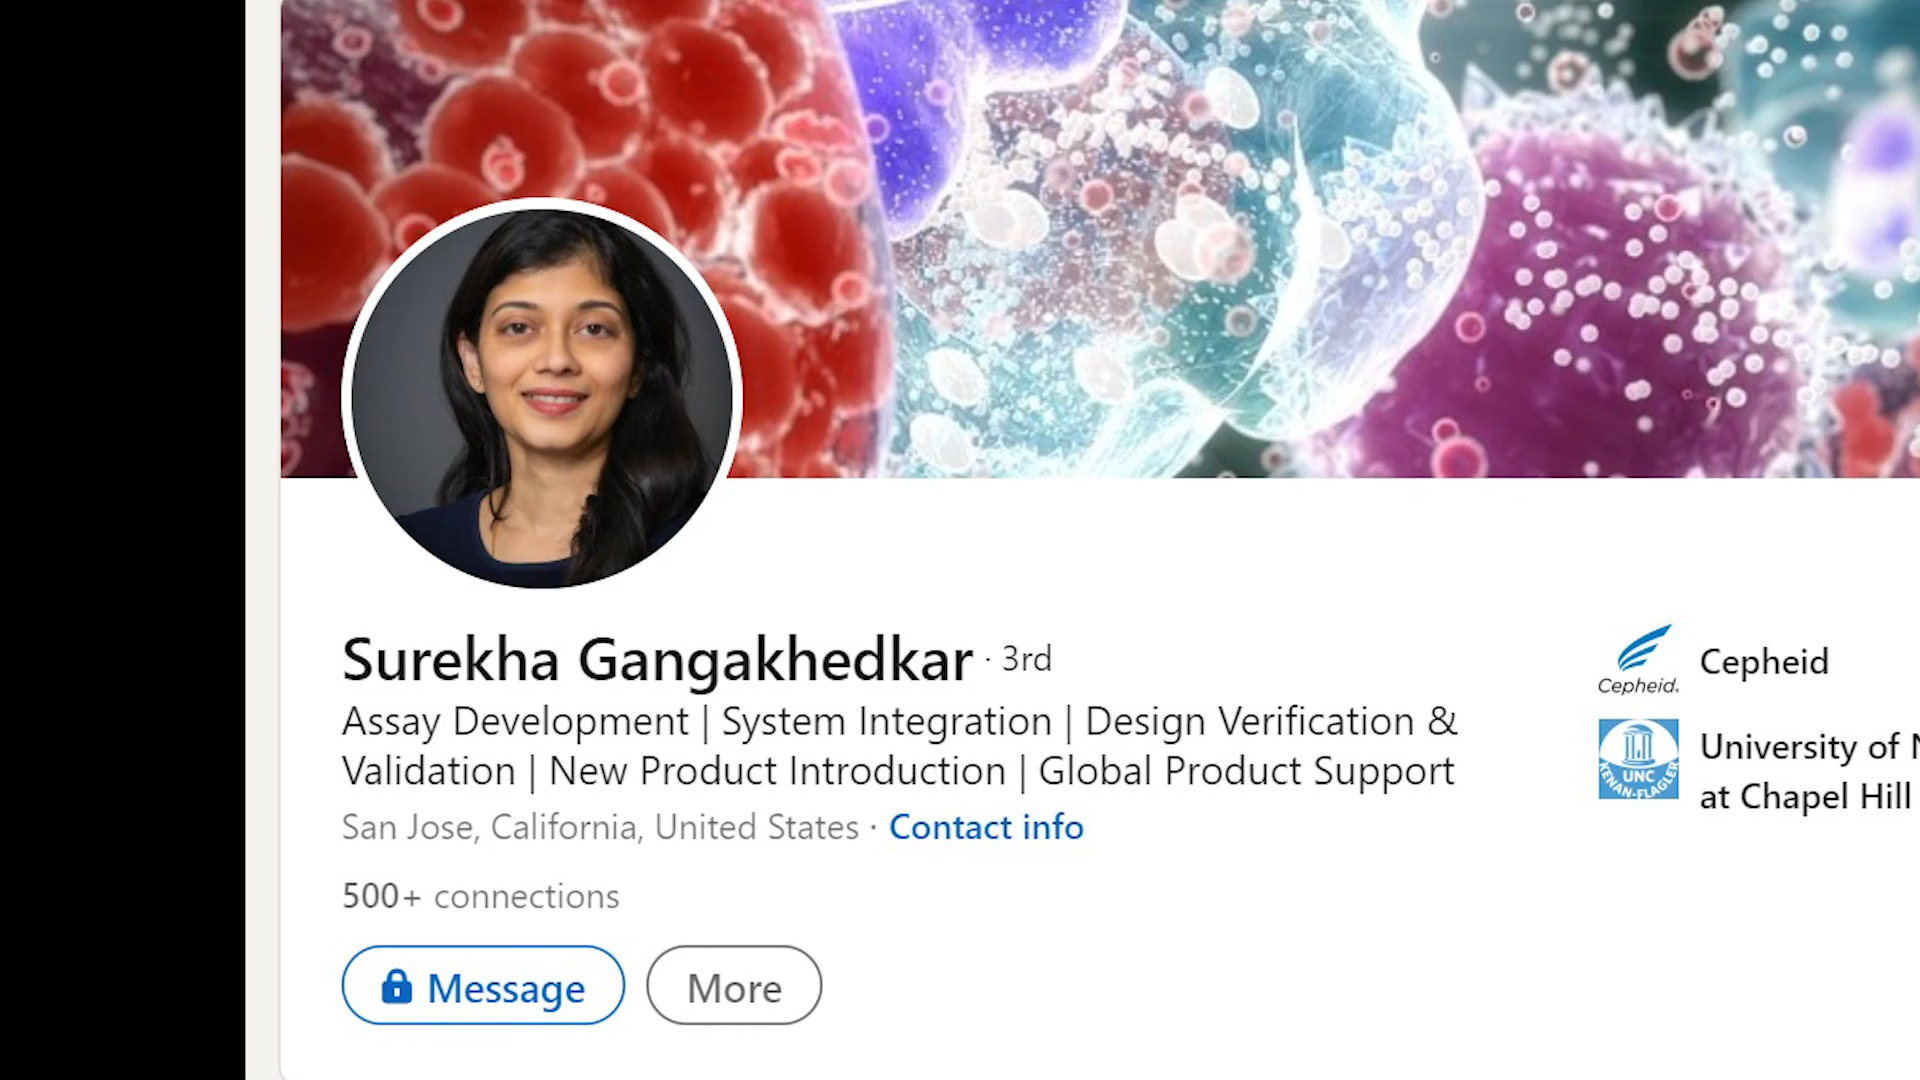 Surekha Gangakhedkar · 3rd
Assay Development | System Integration | Design Verification &
Validation | New Product Introduction | Global Product Support
San Jose, California, United States · Contact info
500+ connections
Message
More
Cepheid.
Cepheid
UNC
KENAN-FLAGLER
University of N
at Chapel Hill